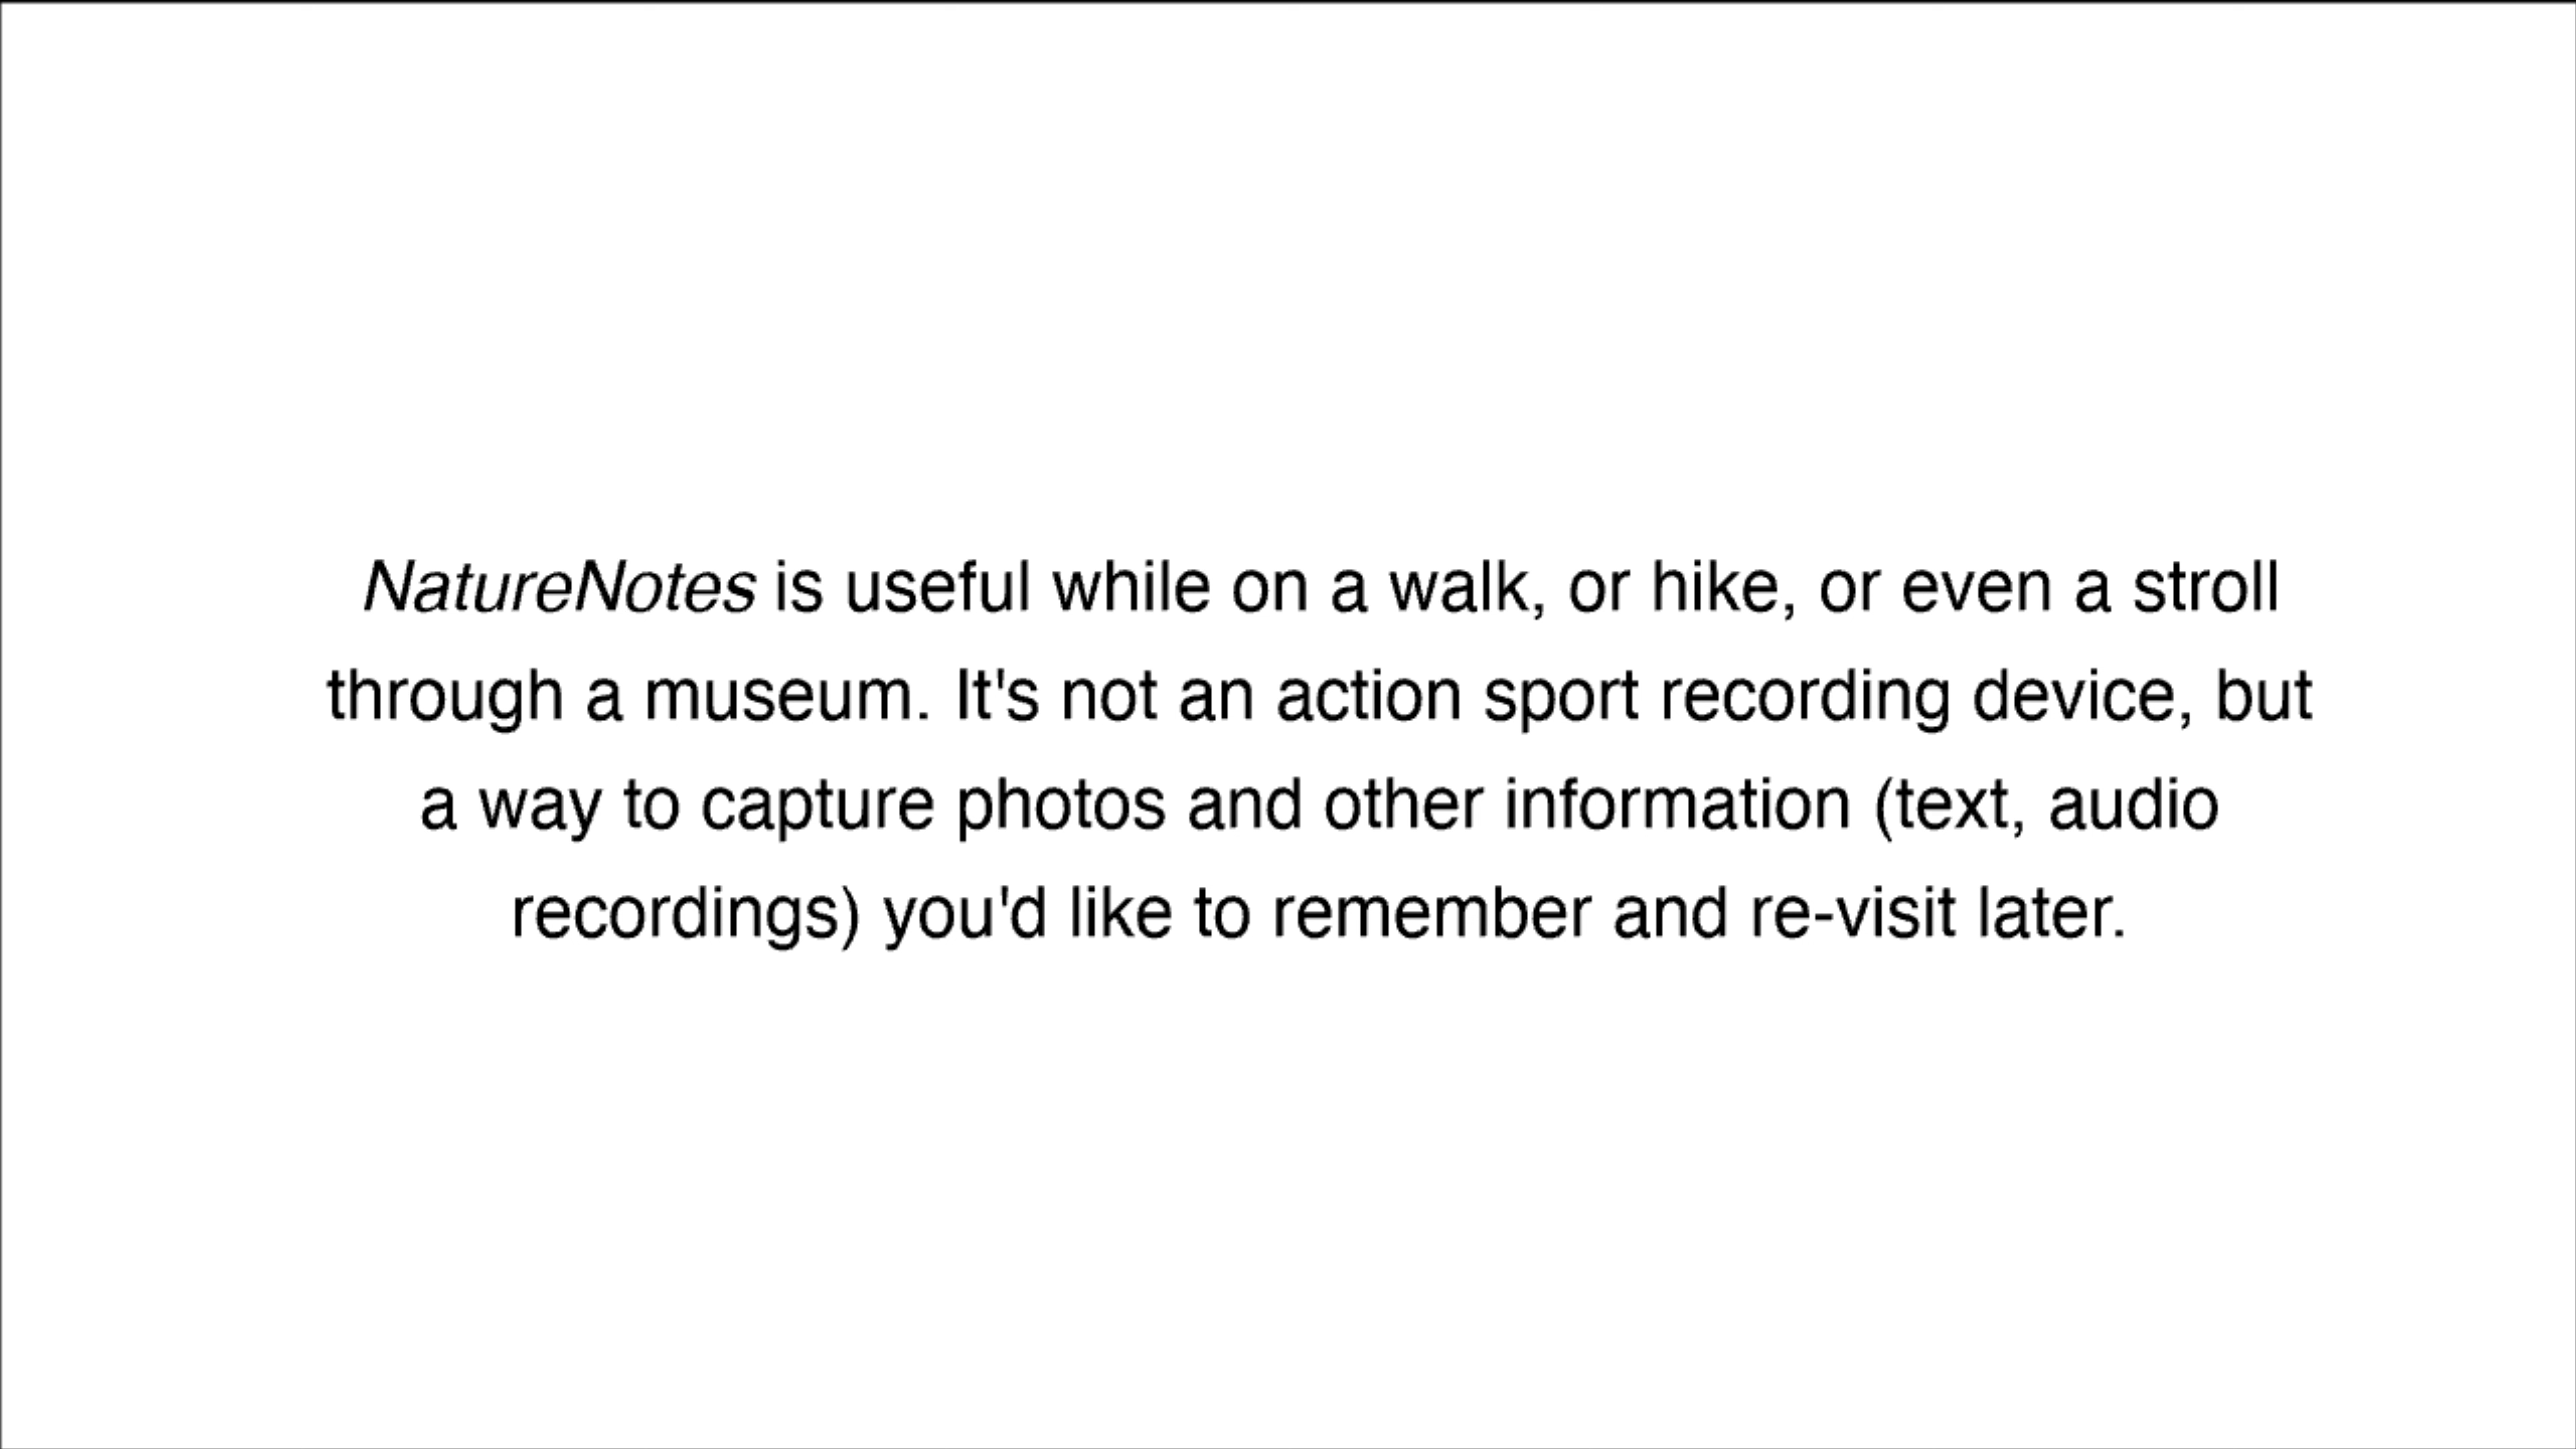 NatureNotes is useful while on a walk, or hike, or even a stroll
through a museum. It's not an action sport recording device, but
a way to capture photos and other information (text, audio
recordings) you'd like to remember and re-visit later.